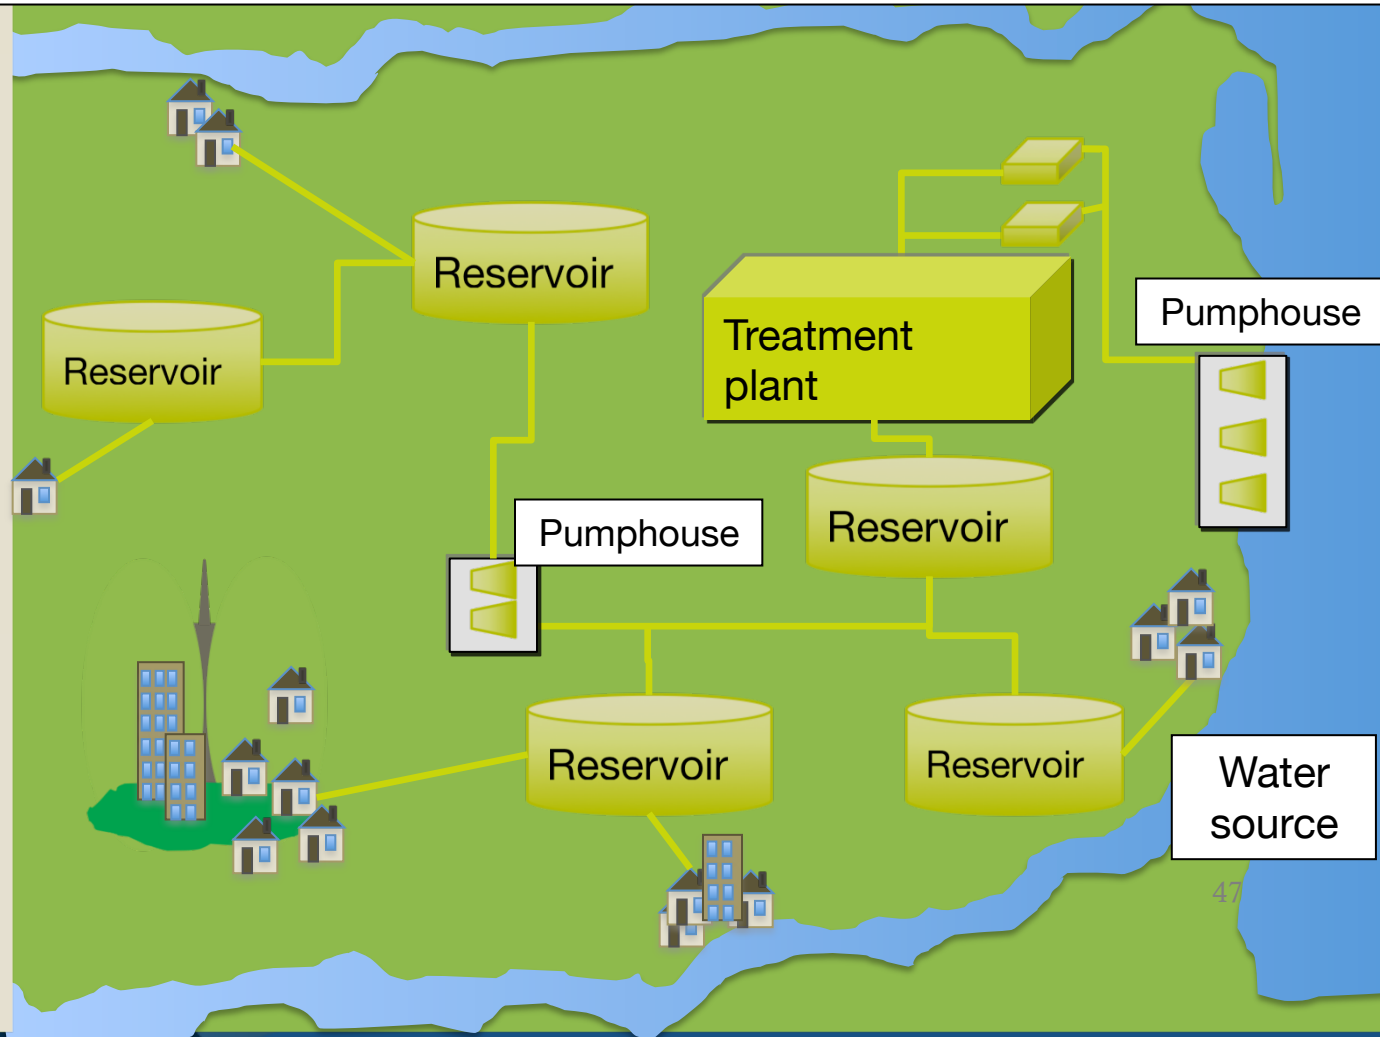 Reservoir
Reservoir
Treatment
plant
Pumphouse
Reservoir
Pumphouse
Reservoir
Reservoir
Water
source
47